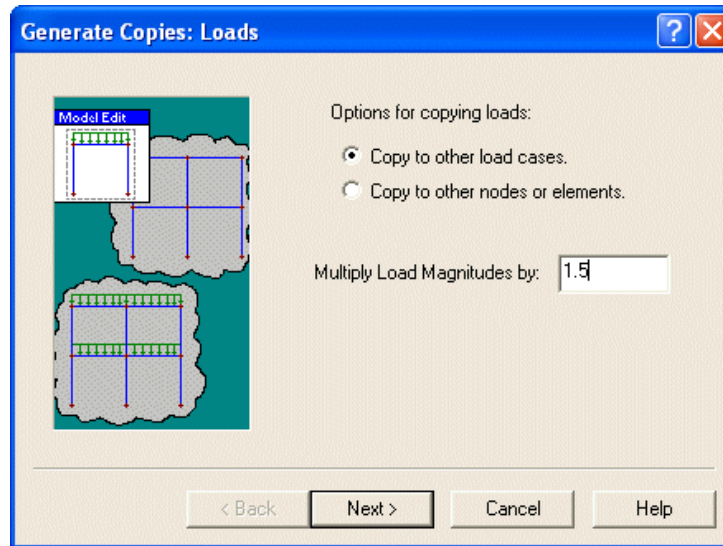 Generate Copies: Loads
Model Edit
Options for copying loads:
Copy to other load cases.
Copy to other nodes or elements.
Multiply Load Magnitudes by: 1.5
< Back Next > Cancel Help